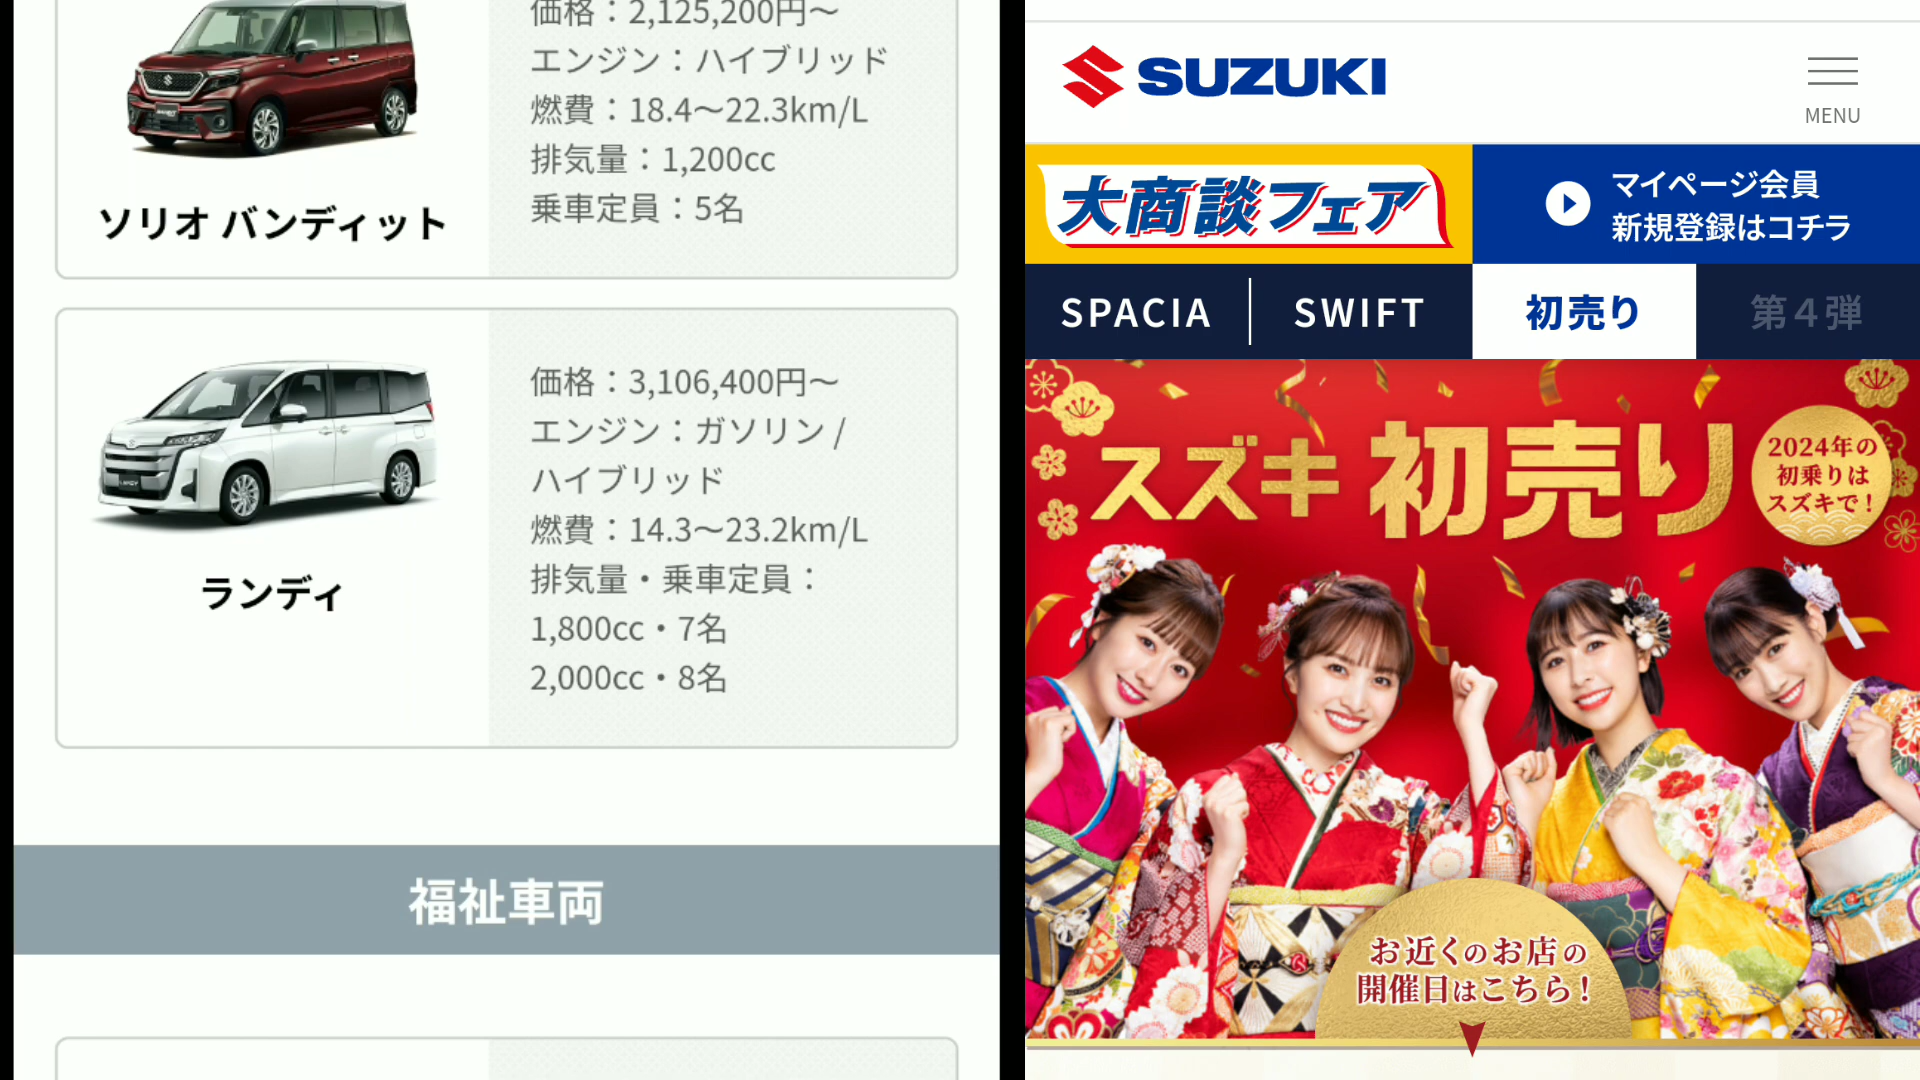 価格：2,125,200円～
エンジン：ハイブリッド
燃費：18.4～22.3km/L
排気量：1,200cc
乗車定員：5名
ソリオ バンディット
価格：3,106,400円～
エンジン：ガソリン /
ハイブリッド
燃費：14.3～23.2km/L
排気量・乗車定員：
1,800cc・7名
2,000cc・8名
ランディ
福祉車両
SUZUKI
MENU
大商談フェア
マイページ会員
新規登録はコチラ
SPACIA
SWIFT
初売り
第４弾
スズキ 初売り
2024年の
初乗りは
スズキで！
お近くのお店の
開催日はこちら！